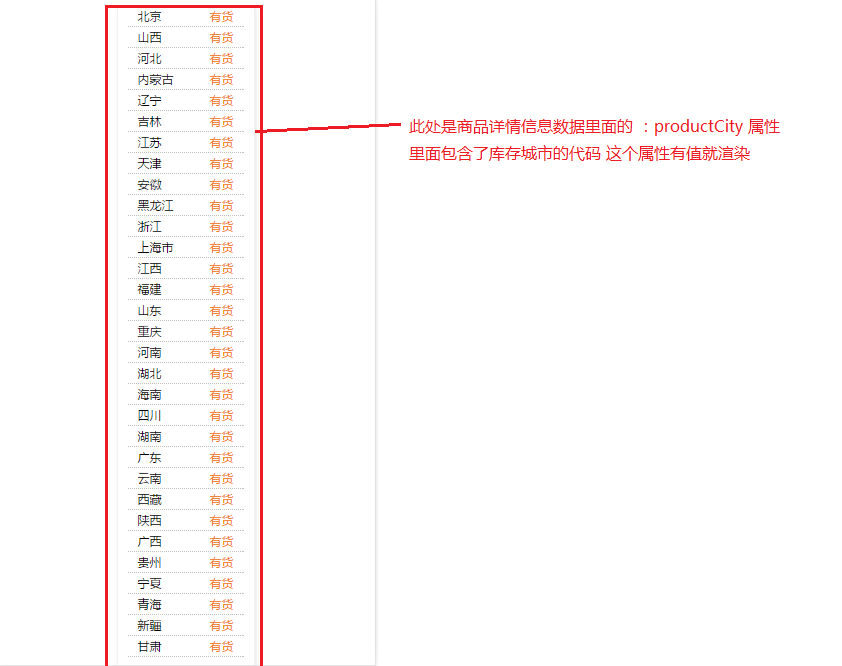 北京 有货
山西 有货
河北 有货
内蒙古 有货
辽宁 有货
吉林 有货
江苏 有货
天津 有货
安徽 有货
黑龙江 有货
浙江 有货
上海市 有货
江西 有货
福建 有货
山东 有货
重庆 有货
河南 有货
湖北 有货
海南 有货
四川 有货
湖南 有货
广东 有货
云南 有货
西藏 有货
陕西 有货
广西 有货
贵州 有货
宁夏 有货
青海 有货
新疆 有货
甘肃 有货
此处是商品详情信息数据里面的 ：productCity 属性
里面包含了库存城市的代码 这个属性有值就渲染